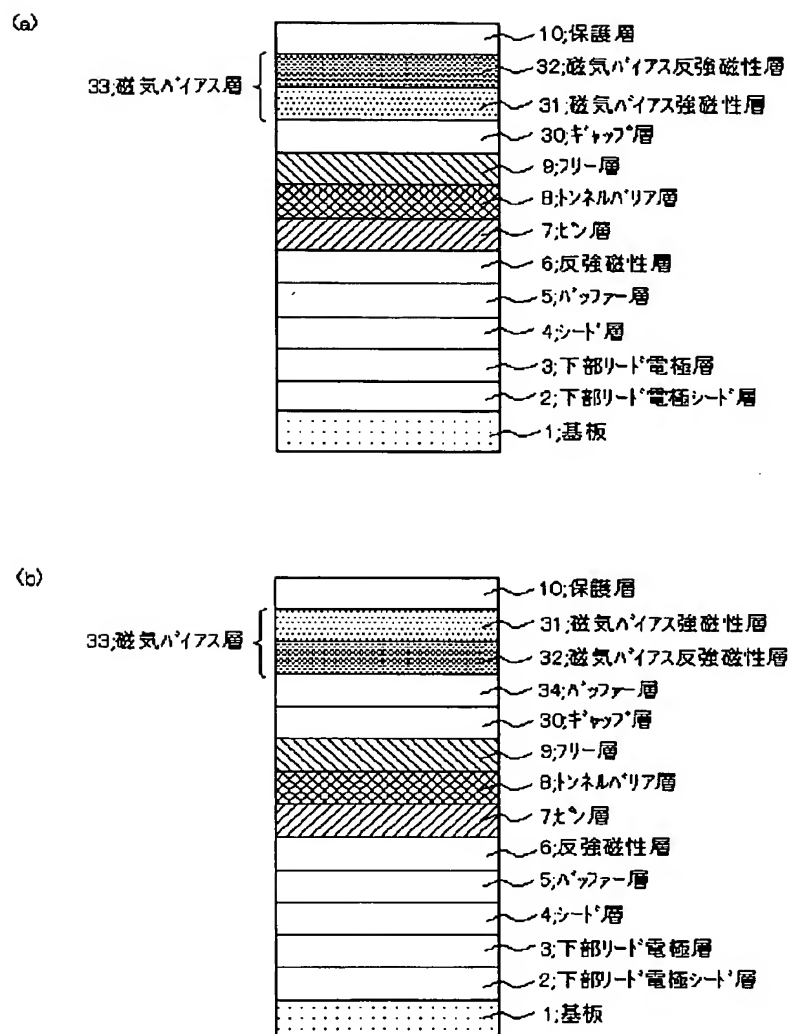 (a)
10;保護層
32;磁気バイアス反強磁性層
33;磁気バイアス層
31;磁気バイアス強磁性層
30;ギャップ層
9;フリー層
8;トンネルバリア層
7;ピン層
6;反強磁性層
5;バッファー層
4;シード層
3;下部リード電極層
2;下部リード電極シード層
1;基板
(b)
10;保護層
31;磁気バイアス強磁性層
33;磁気バイアス層
32;磁気バイアス反強磁性層
34;バッファー層
30;ギャップ層
9;フリー層
8;トンネルバリア層
7;ピン層
6;反強磁性層
5;バッファー層
4;シード層
3;下部リード電極層
2;下部リード電極シード層
1;基板